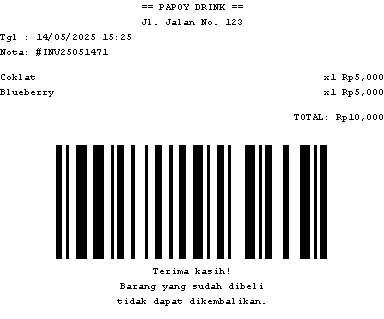 == PAPOY DRINK ==
Jl. Jalan No. 123
Tgl : 14/05/2025 15:25
Nota: #INV25051471
Coklat x1 Rp5,000
Blueberry x1 Rp5,000
TOTAL: Rp10,000
Terima kasih!
Barang yang sudah dibeli
tidak dapat dikembalikan.